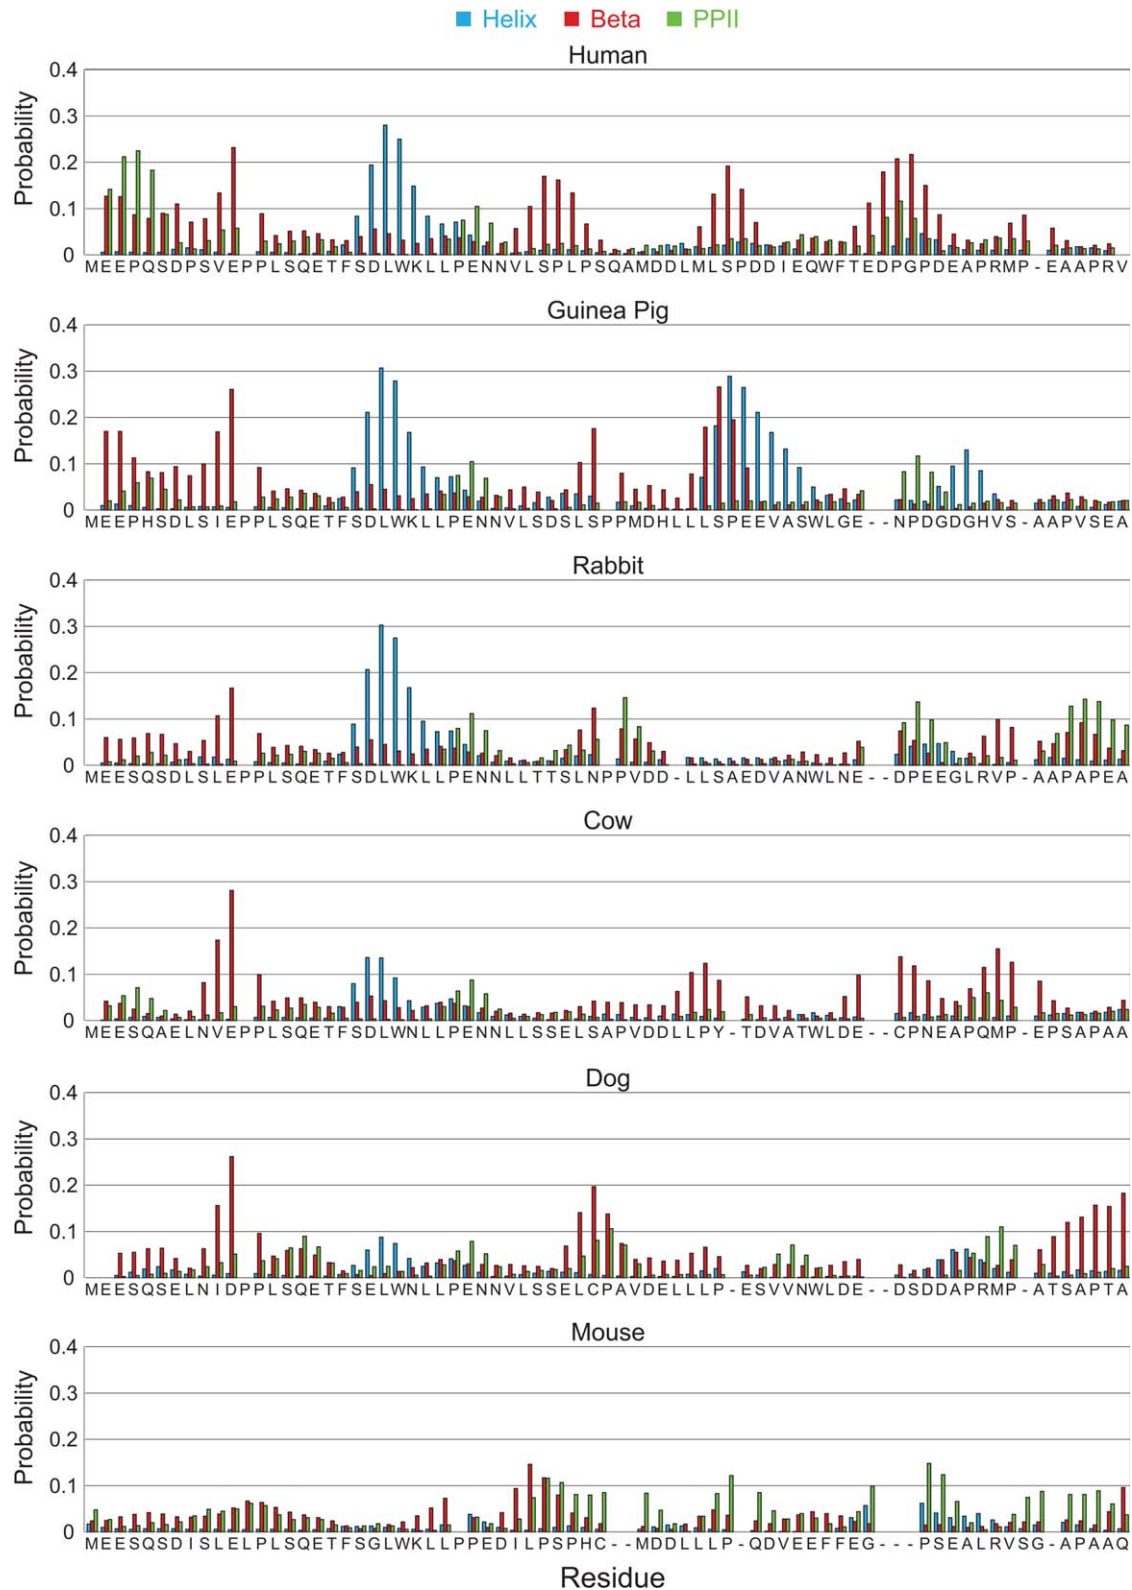 Helix Beta PPII
Human
Probability
0.4
0.3
0.2
0.1
0
MEEPQSDPSVEPPLSQETFSDLWKLLPENNVLSPLPSQAMDDLMLSPDDIEQWFTEDPGPDEAPRMP-EAAPRV
Guinea Pig
Probability
0.4
0.3
0.2
0.1
0
MEEPHSDLSIEPPLSQETFSDLWKLLPENNVLSDSLSPPMDHLLLSPEEVASWLGE--NPDGDGHVS-AAPVSEA
Rabbit
Probability
0.4
0.3
0.2
0.1
0
MEESQSDLSLEPPLSQETFSDLWKLLPENNLLTTSLNPPVDD-LLSAEDVANWLNE--DPEEGLRVP-AAPAPEA
Cow
Probability
0.4
0.3
0.2
0.1
0
MEESQAELNVEPPLSQETFSDLWNLLPENNLLSSELSAPVDDLLPY-TDVATWLDE--CPNEAPQMP-EPSAPAA
Dog
Probability
0.4
0.3
0.2
0.1
0
MEESQSELNIDPPLSQETFSGLWNLLPENNVLSSELCPAVDELLLP-ESVVNWLDE--DSDDAPRMP-ATSAPTA
Mouse
Probability
0.4
0.3
0.2
0.1
0
MEESQSDISLELPLSQETFSGLWKLLPPEDILPSPHC--MDDLLLP-QDVEEFFEG---PSEALRVSG-APAAQ
Residue